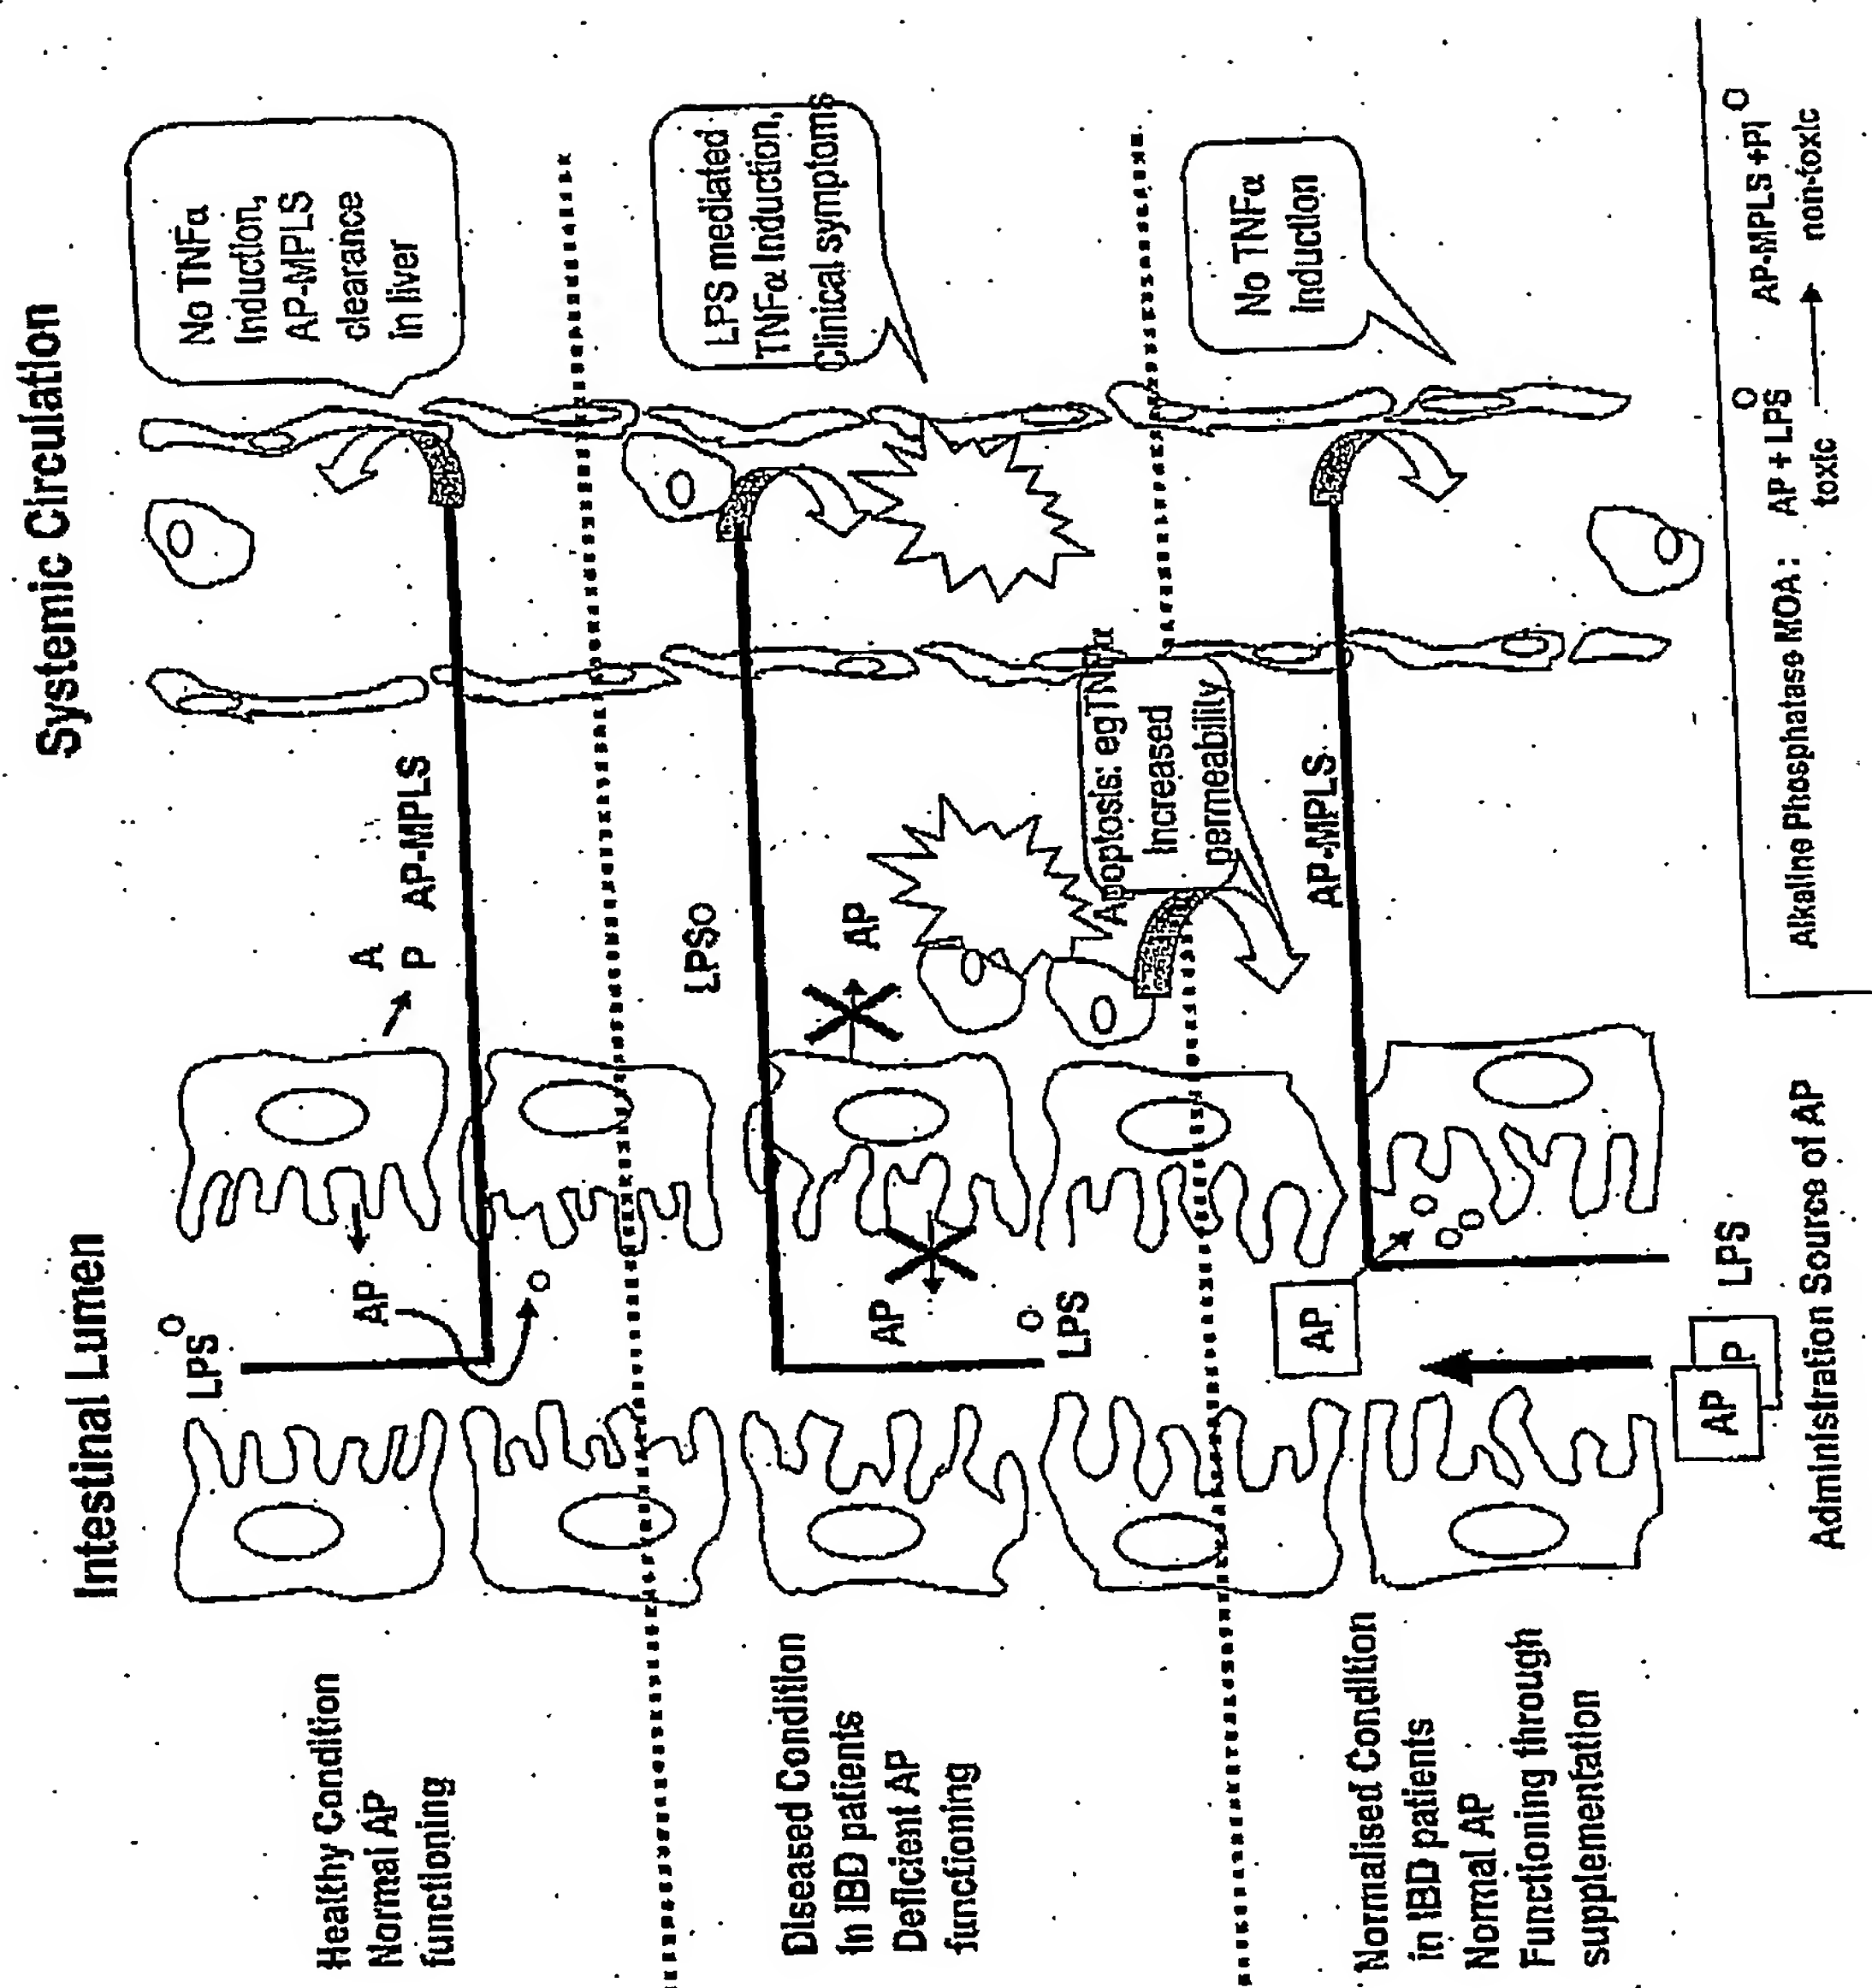 Intestinal Lumen
Systemic Circulation
Healthy Condition
Normal AP
functioning
LPS
AP
A
P
AP-MPLS
No TNFα
Induction,
AP-MPLS
clearance
in liver
Diseased Condition
In IBD patients
Deficient AP
functioning
AP
LPS
LPSo
AP
Apoptosis: egTNFα
Increased
permeability
LPS mediated
TNFα Induction,
Clinical symptoms
Normalised Condition
in IBD patients
Normal AP
Functioning through
supplementation
AP
AP
P
LPS
Administration Source of AP
AP-MPLS
No TNFα
Induction
Alkaline Phosphatase MOA: AP + LPS AP-MPLS +Pi
toxic non-toxic